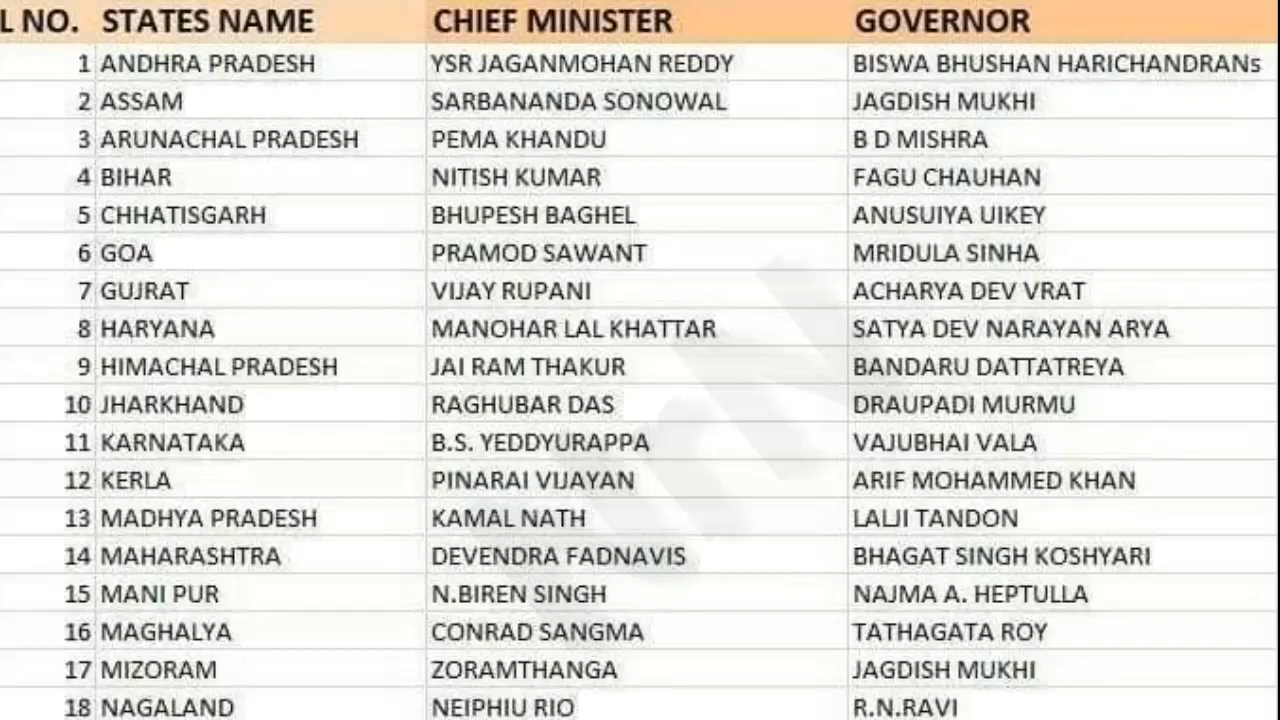 L NO. STATES NAME CHIEF MINISTER GOVERNOR
1 ANDHRA PRADESH YSR JAGANMOHAN REDDY BISWA BHUSHAN HARICHANDRANs
2 ASSAM SARBANANDA SONOWAL JAGDISH MUKHI
3 ARUNACHAL PRADESH PEMA KHANDU B D MISHRA
4 BIHAR NITISH KUMAR FAGU CHAUHAN
5 CHHATISGARH BHUPESH BAGHEL ANUSUIYA UIKEY
6 GOA PRAMOD SAWANT MRIDULA SINHA
7 GUJRAT VIJAY RUPANI ACHARYA DEV VRAT
8 HARYANA MANOHAR LAL KHATTAR SATYA DEV NARAYAN ARYA
9 HIMACHAL PRADESH JAI RAM THAKUR BANDARU DATTATREYA
10 JHARKHAND RAGHUBAR DAS DRAUPADI MURMU
11 KARNATAKA B.S. YEDDYURAPPA VAJUBHAI VALA
12 KERLA PINARAI VIJAYAN ARIF MOHAMMED KHAN
13 MADHYA PRADESH KAMAL NATH LALJI TANDON
14 MAHARASHTRA DEVENDRA FADNAVIS BHAGAT SINGH KOSHYARI
15 MANI PUR N.BIREN SINGH NAJMA A. HEPTULLA
16 MAGHALYA CONRAD SANGMA TATHAGATA ROY
17 MIZORAM ZORAMTHANGA JAGDISH MUKHI
18 NAGALAND NEIPHIU RIO R.N.RAVI